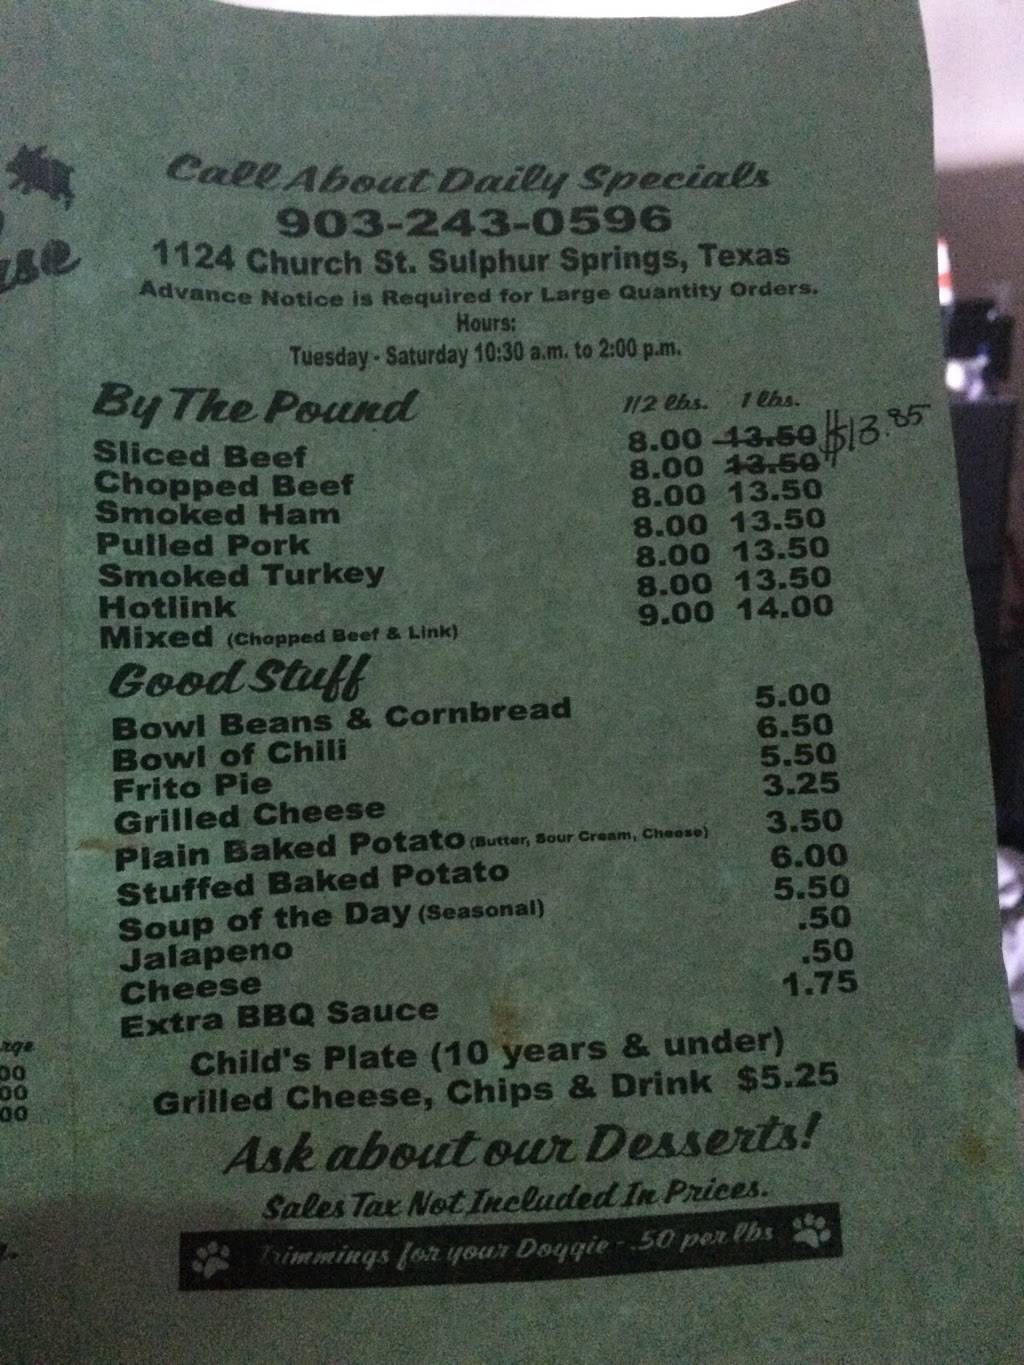 Call About Daily Specials
903-243-0596
1124 Church St. Sulphur Springs, Texas
Advance Notice is Required for Large Quantity Orders.
Hours:
Tuesday - Saturday 10:30 a.m. to 2:00 p.m.
By The Pound 1/2 lbs. 1 lbs.
Sliced Beef 8.00 13.50 $13.85
Chopped Beef 8.00 13.50
Smoked Ham 8.00 13.50
Pulled Pork 8.00 13.50
Smoked Turkey 8.00 13.50
Hotlink 8.00 13.50
Mixed (Chopped Beef & Link) 9.00 14.00
Good Stuff
Bowl Beans & Cornbread 5.00
Bowl of Chili 6.50
Frito Pie 5.50
Grilled Cheese 3.25
Plain Baked Potato (Butter, Sour Cream, Cheese) 3.50
Stuffed Baked Potato 6.00
Soup of the Day (Seasonal) 5.50
Jalapeno .50
Cheese .50
Extra BBQ Sauce 1.75
Child's Plate (10 years & under)
Grilled Cheese, Chips & Drink $5.25
Ask about our Desserts!
Sales Tax Not Included In Prices.
Trimmings for your Doggie - .50 per lbs